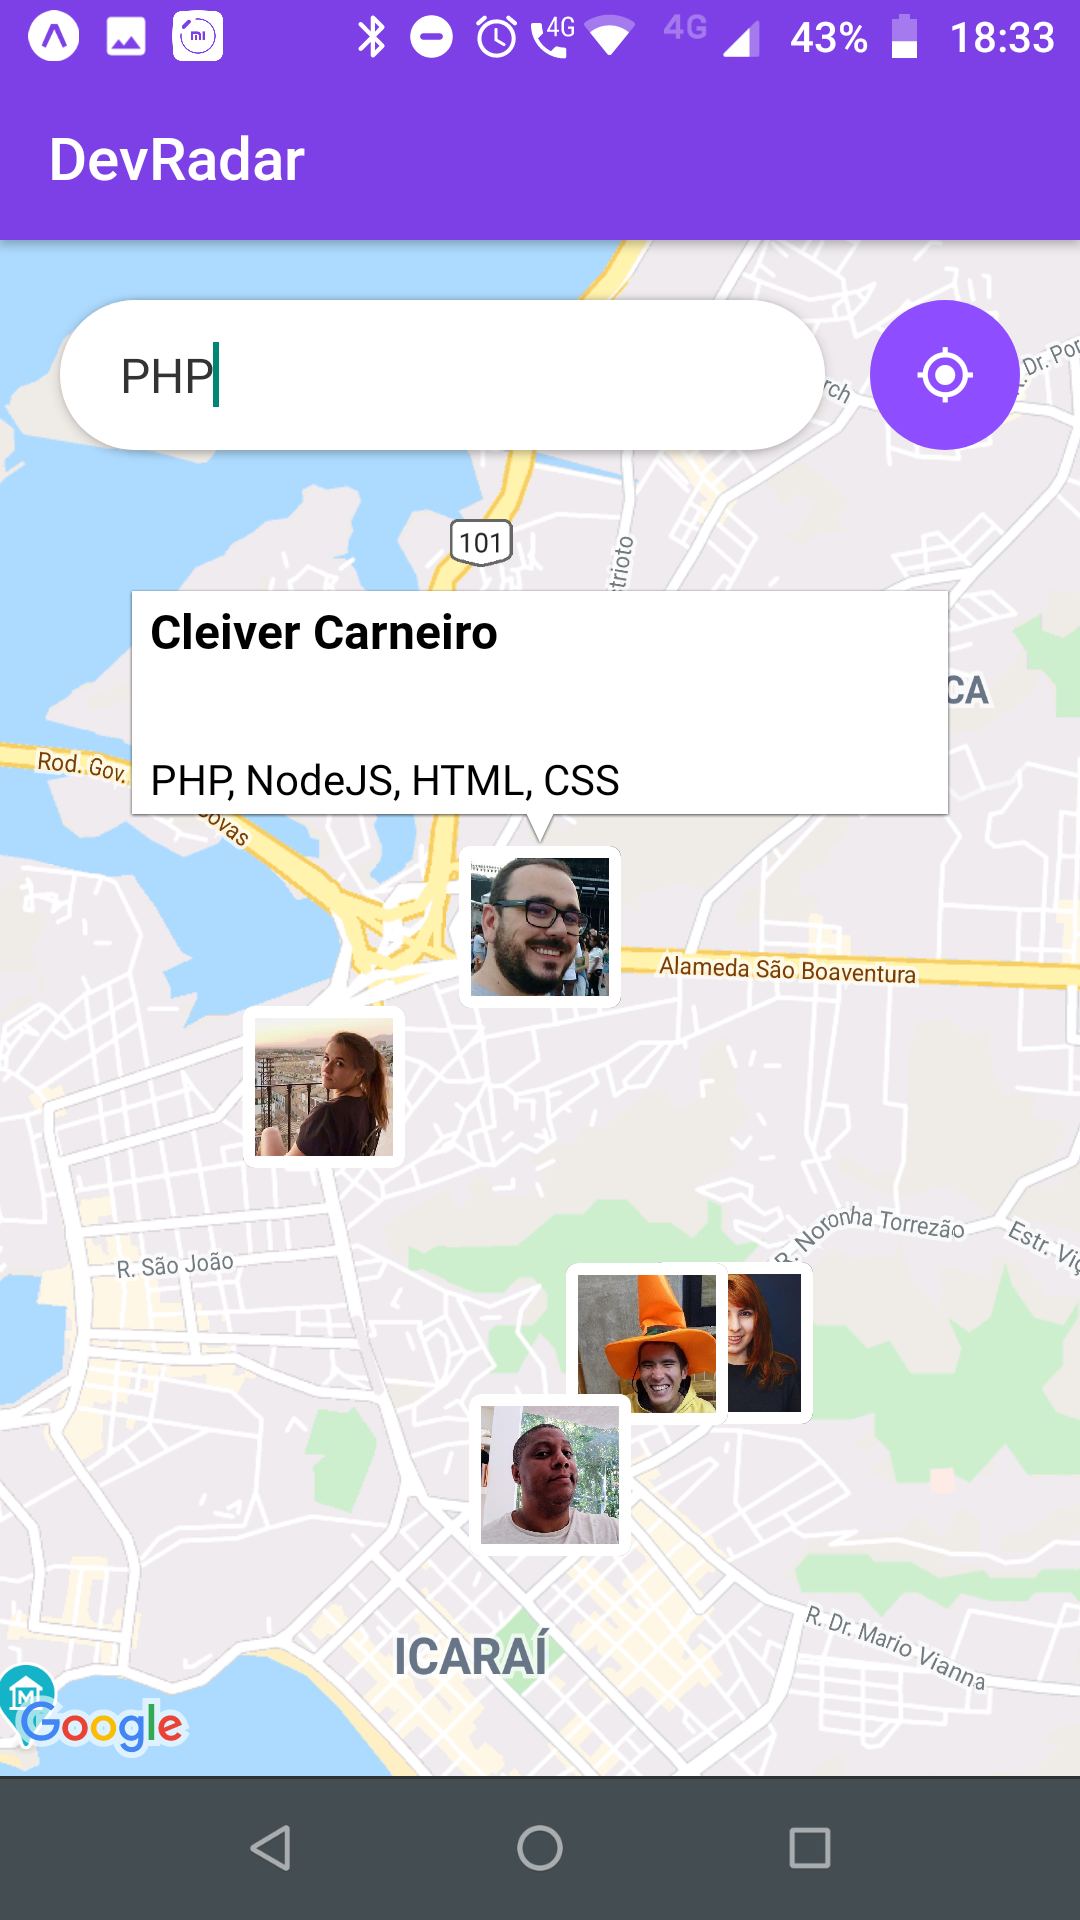 4G 4G 43% 18:33
DevRadar
PHP
rch
Dr. Por
101
trioto
Cleiver Carneiro
CA
PHP, NodeJS, HTML, CSS
Rod. Gov.
ovas
Alameda São Boaventura
R. Noronha Torrezão
Estr. Viç
R. São João
R. Dr. Mario Vianna
ICARAÍ
M
Google